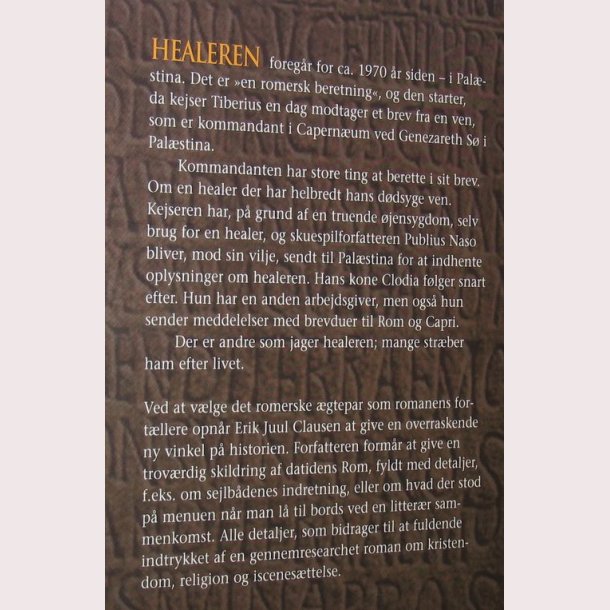 HEALEREN foregår for ca. 1970 år siden – i Palæ-
stina. Det er »en romersk beretning«, og den starter,
da kejser Tiberius en dag modtager et brev fra en ven,
som er kommandant i Capernæum ved Genezareth Sø i
Palæstina.
Kommandanten har store ting at berette i sit brev.
Om en healer der har helbredt hans dødsyge ven.
Kejseren har, på grund af en truende øjensygdom, selv
brug for en healer, og skuespilforfatteren Publius Naso
bliver, mod sin vilje, sendt til Palæstina for at indhente
oplysninger om healeren. Hans kone Clodia følger snart
efter. Hun har en anden arbejdsgiver, men også hun
sender meddelelser med brevduer til Rom og Capri.
Der er andre som jager healeren; mange stræber
ham efter livet.
Ved at vælge det romerske ægtepar som romanens for-
tællere opnår Erik Juul Clausen at give en overraskende
ny vinkel på historien. Forfatteren formår at give en
troværdig skildring af datidens Rom, fyldt med detaljer,
f.eks. om sejlbådenes indretning, eller om hvad der stod
på menuen når man lå til bords ved en litterær sam-
menkomst. Alle detaljer, som bidrager til at fuldende
indtrykket af en gennemresearchet roman om kristen-
dom, religion og iscenesættelse.